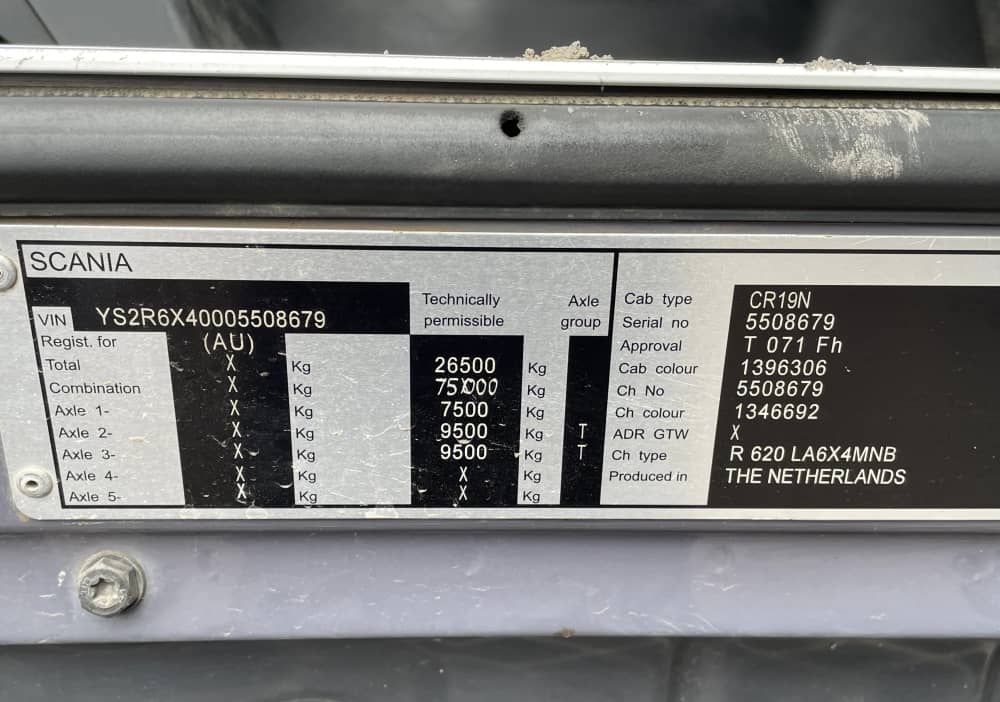 SCANIA
VIN YS2R6X40005508679
Technically permissible
Axle group
Regist. for (AU)
Total X Kg 26500 Kg
Combination X Kg 75000 Kg
Axle 1- X Kg 7500 Kg
Axle 2- X Kg 9500 Kg T
Axle 3- X Kg 9500 Kg T
Axle 4- X Kg X Kg
Axle 5- X Kg X Kg
Cab type CR19N
Serial no 5508679
Approval T 071 Fh
Cab colour 1396306
Ch No 5508679
Ch colour 1346692
ADR GTW X
Ch type R 620 LA6X4MNB
Produced in THE NETHERLANDS